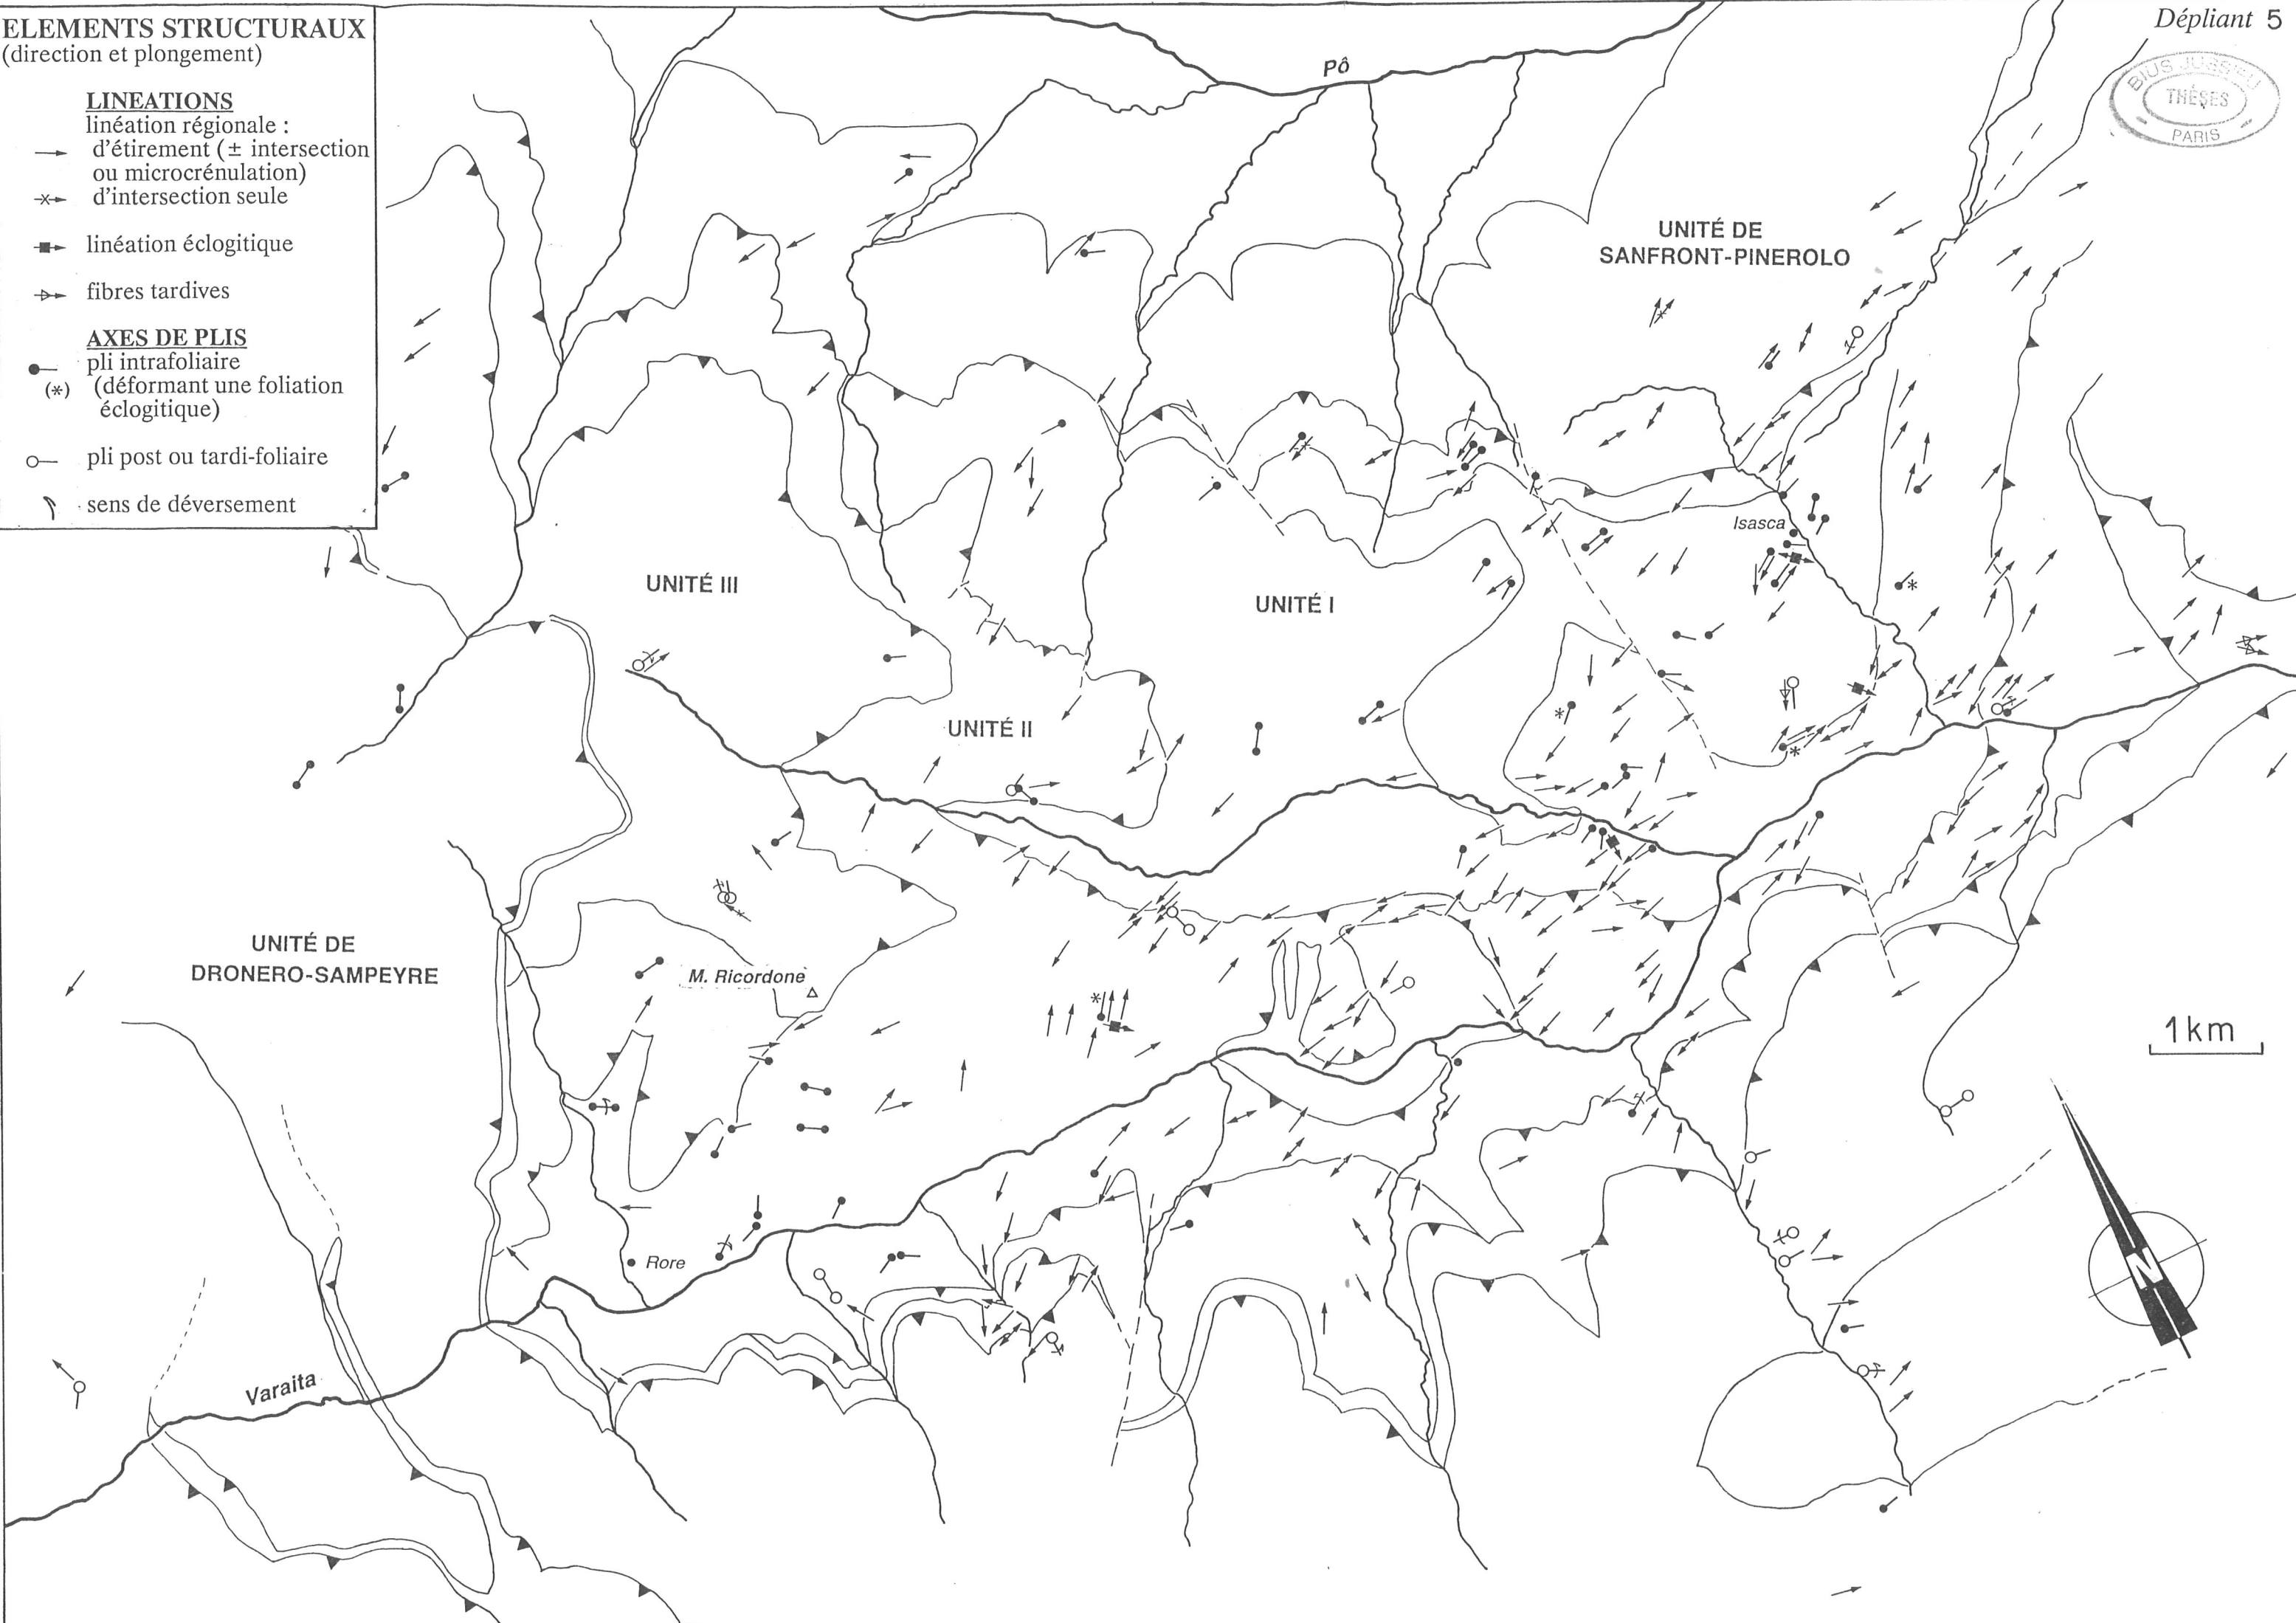 Dépliant 5
BIUS JUSSIEU
THÈSES
PARIS
ELEMENTS STRUCTURAUX
(direction et plongement)
LINEATIONS
linéation régionale :
d'étirement (± intersection
ou microcrénulation)
d'intersection seule
linéation éclogitique
fibres tardives
AXES DE PLIS
pli intrafoliaire
(*) (déformant une foliation
éclogitique)
pli post ou tardi-foliaire
sens de déversement
Pô
UNITÉ DE
SANFRONT-PINEROLO
Isasca
UNITÉ III
UNITÉ I
UNITÉ II
UNITÉ DE
DRONERO-SAMPEYRE
M. Ricordone
1km
Rore
Varaita
N